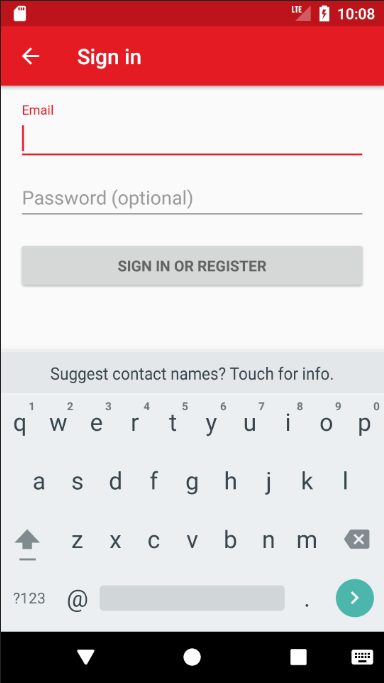 LTE 10:08
Sign in
Email
Password (optional)
SIGN IN OR REGISTER
Suggest contact names? Touch for info.
1 2 3 4 5 6 7 8 9 0
q w e r t y u i o p
a s d f g h j k l
z x c v b n m
?123 @ .